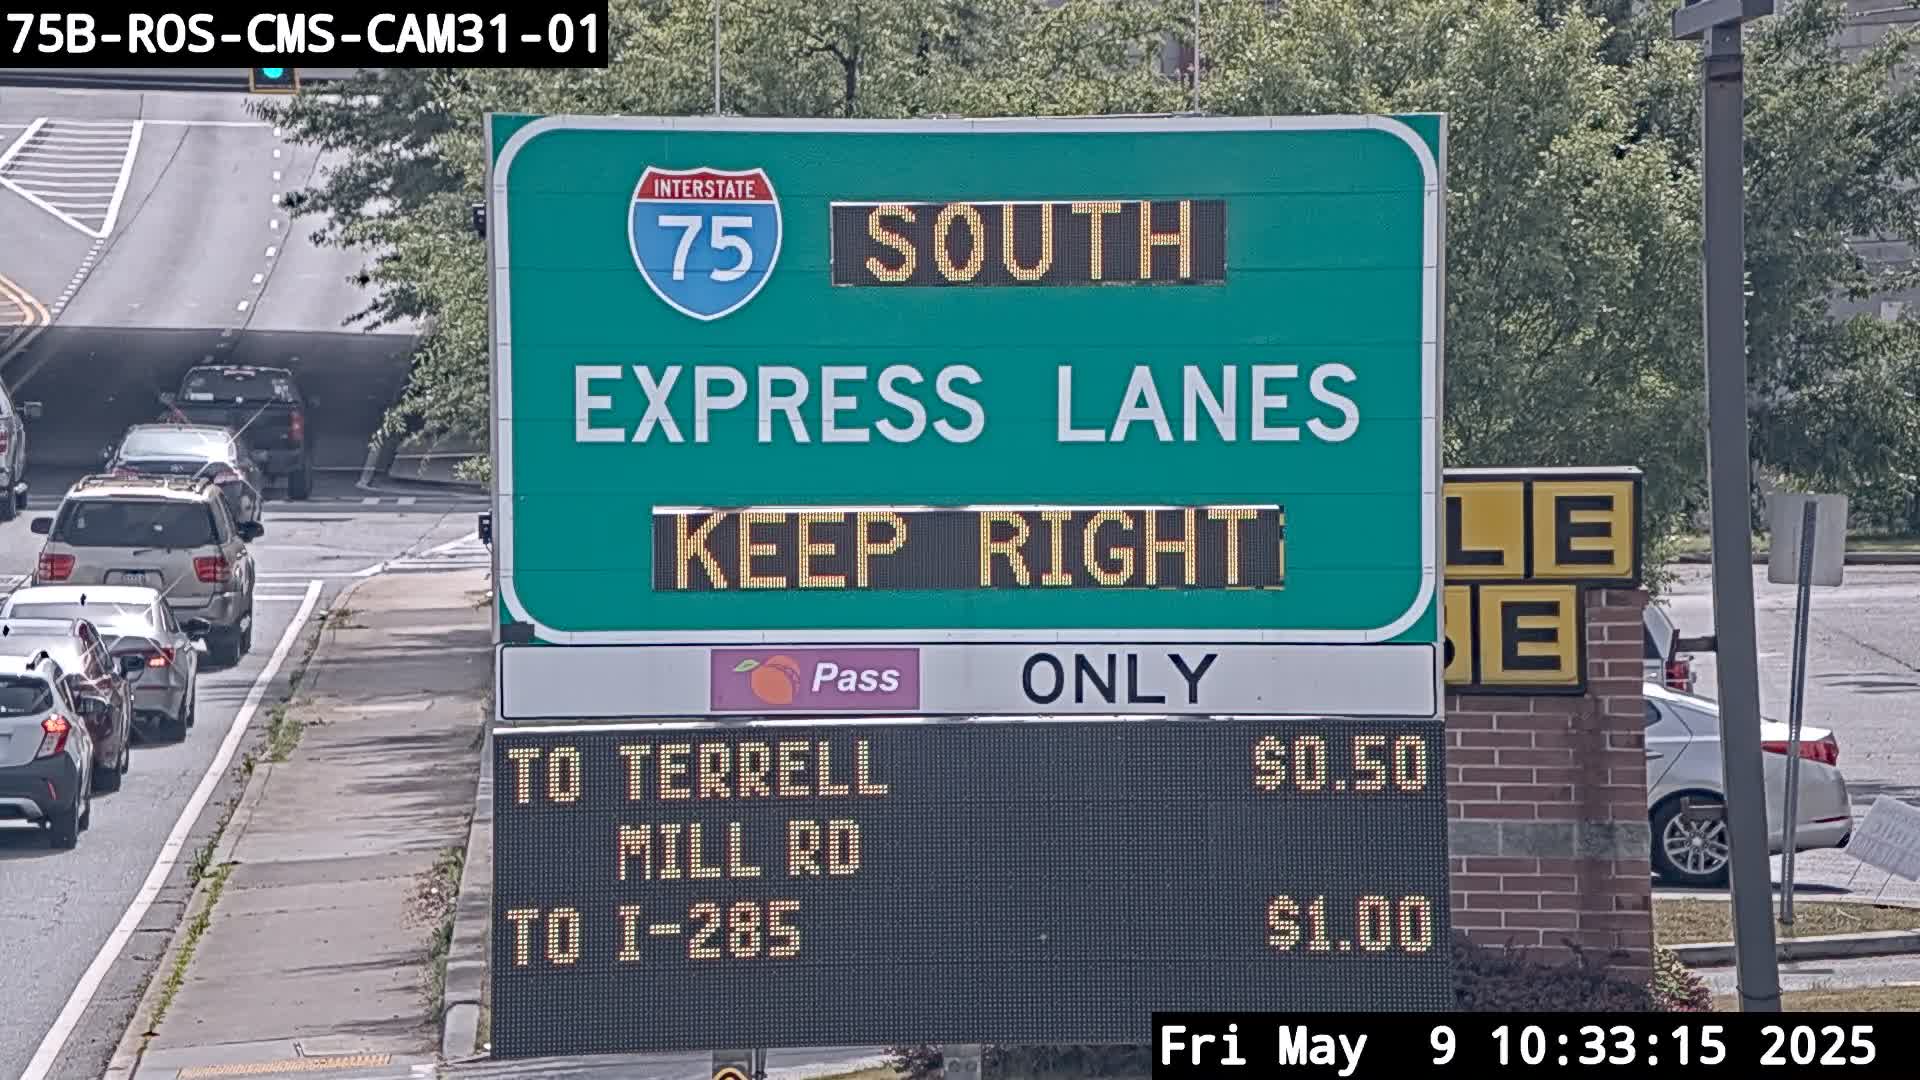 75B-ROS-CMS-CAM31-01
INTERSTATE
75
SOUTH
EXPRESS LANES
KEEP RIGHT
Pass
ONLY
TO TERRELL $0.50
MILL RD
TO I-285 $1.00
LE
E
Fri May 9 10:33:15 2025